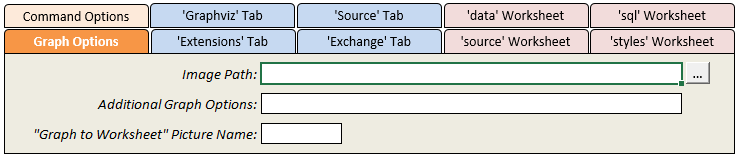 Command Options 'Graphviz' Tab 'Source' Tab 'data' Worksheet 'sql' Worksheet
Graph Options 'Extensions' Tab 'Exchange' Tab 'source' Worksheet 'styles' Worksheet
Image Path: ...
Additional Graph Options:
"Graph to Worksheet" Picture Name: